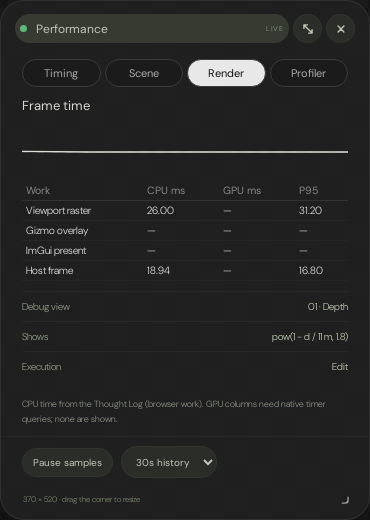 Performance LIVE
Timing Scene Render Profiler
Frame time
Work CPU ms GPU ms P95
Viewport raster 26.00 — 31.20
Gizmo overlay — — —
ImGui present — — —
Host frame 18.94 — 16.80
Debug view 01 · Depth
Shows pow(1 - d / 11 m, 1.8)
Execution Edit
CPU time from the Thought Log (browser work). GPU columns need native timer
queries; none are shown.
Pause samples 30s history
370 × 520 · drag the corner to resize